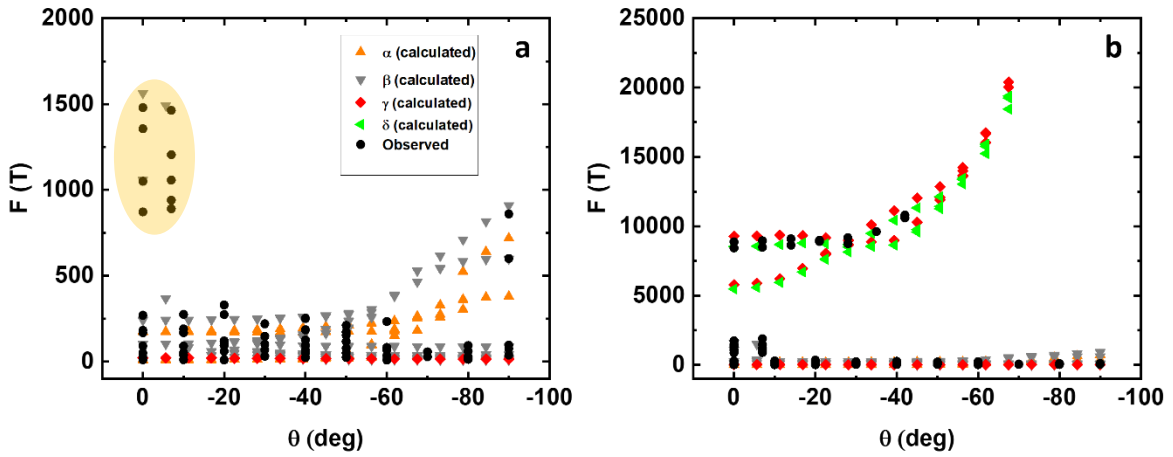 a
2000
1500
1000
500
0
F (T)
α (calculated)
β (calculated)
γ (calculated)
δ (calculated)
Observed
0 -20 -40 -60 -80 -100
θ (deg)
b
25000
20000
15000
10000
5000
0
F (T)
0 -20 -40 -60 -80 -100
θ (deg)